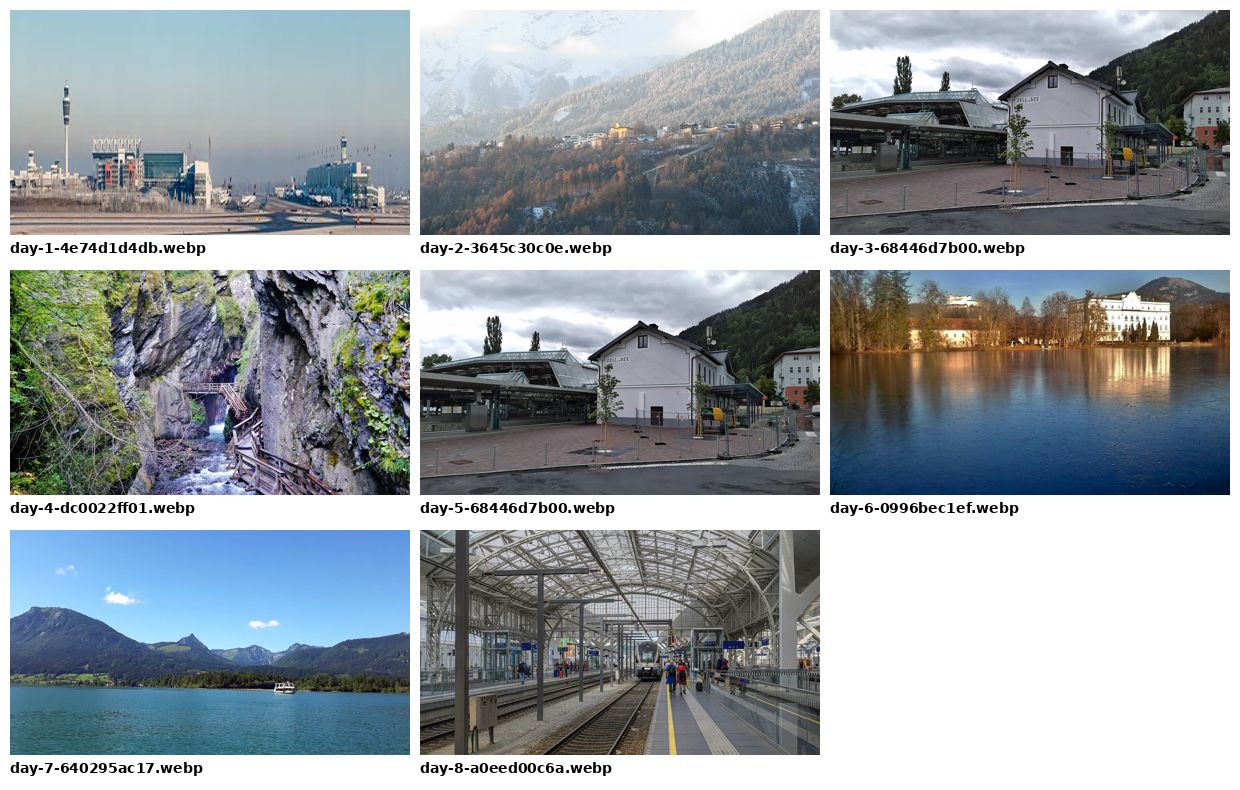 day-1-4e74d1d4db.webp
day-2-3645c30c0e.webp
day-3-68446d7b00.webp
day-4-dc0022ff01.webp
day-5-68446d7b00.webp
day-6-0996bec1ef.webp
day-7-640295ac17.webp
day-8-a0eed00c6a.webp